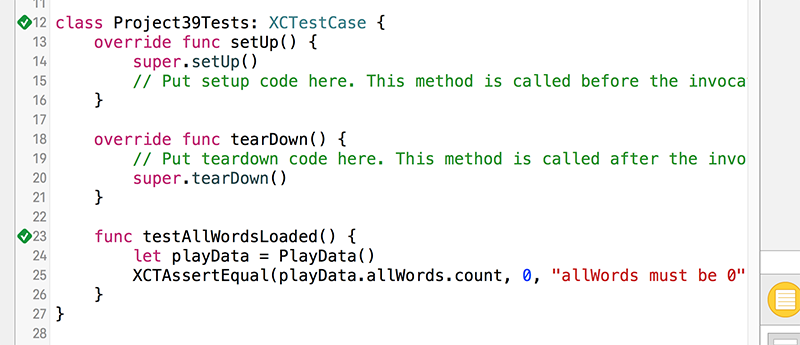 11
12 class Project39Tests: XCTestCase {
13 override func setUp() {
14 super.setUp()
15 // Put setup code here. This method is called before the invoca
16 }
17
18 override func tearDown() {
19 // Put teardown code here. This method is called after the invo
20 super.tearDown()
21 }
22
23 func testAllWordsLoaded() {
24 let playData = PlayData()
25 XCTAssertEqual(playData.allWords.count, 0, "allWords must be 0"
26 }
27 }
28